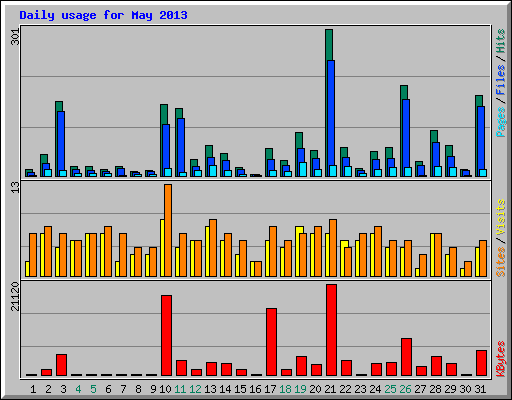 Daily usage for May 2013
301
Pages / Files / Hits
13
Sites / Visits
21120
KBytes
1 2 3 4 5 6 7 8 9 10 11 12 13 14 15 16 17 18 19 20 21 22 23 24 25 26 27 28 29 30 31